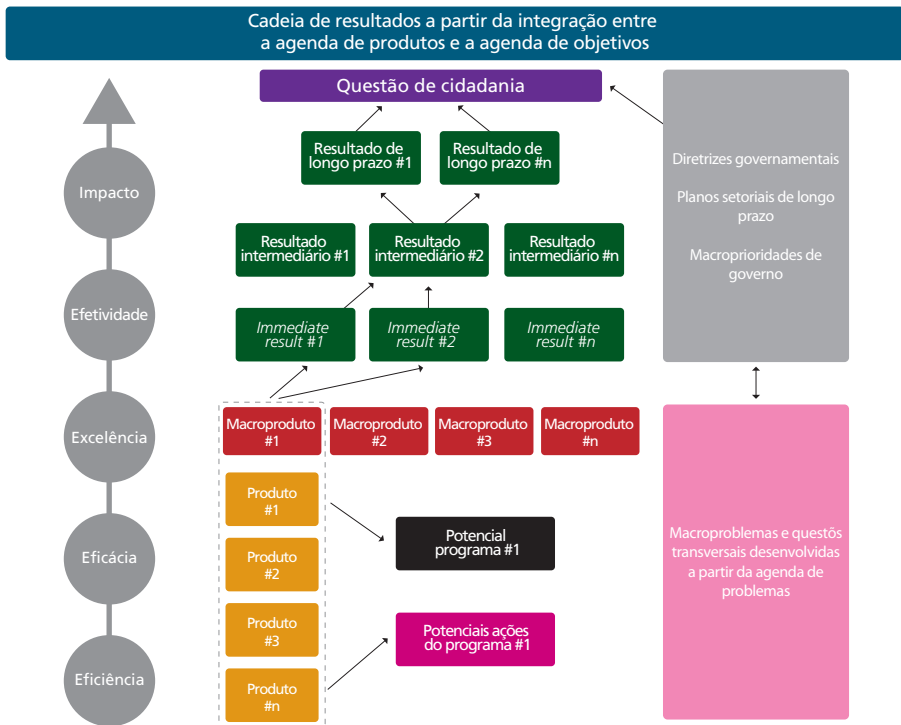 Cadeia de resultados a partir da integração entre
a agenda de produtos e a agenda de objetivos
Questão de cidadania
Resultado de
longo prazo #1
Resultado de
longo prazo #n
Resultado
intermediário #1
Resultado
intermediário #2
Resultado
intermediário #n
Immediate
result #1
Immediate
result #2
Immediate
result #n
Macroproduto
#1
Macroproduto
#2
Macroproduto
#3
Macroproduto
#n
Produto
#1
Produto
#2
Produto
#3
Produto
#n
Potencial
programa #1
Potenciais ações
do programa #1
Impacto
Efetividade
Excelência
Eficácia
Eficiência
Diretrizes governamentais
Planos setoriais de longo
prazo
Macroprioridades de
governo
Macroproblemas e questõs
transversais desenvolvidas
a partir da agenda de
problemas